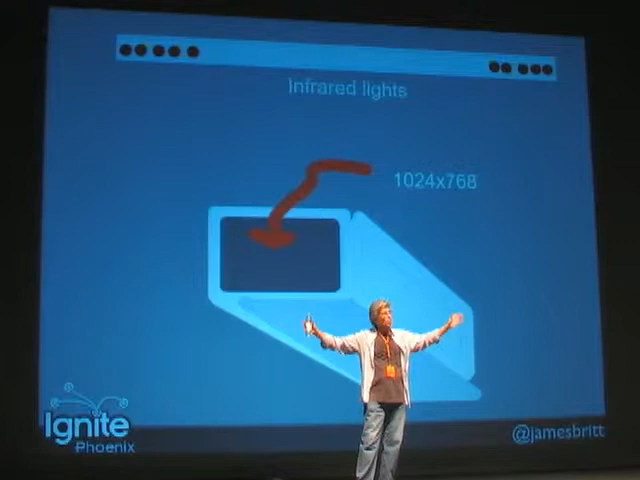 Infrared lights
1024x768
Ignite
Phoenix
@jamesbritt